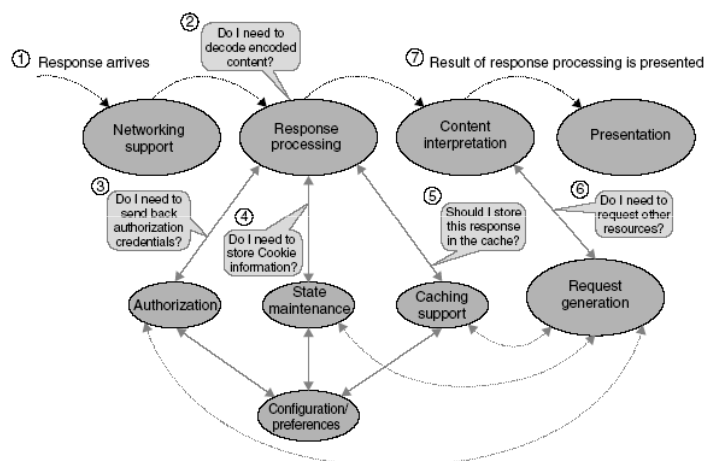 ② Do I need to
decode encoded
content?
① Response arrives
⑦ Result of response processing is presented
Networking
support
Response
processing
Content
interpretation
Presentation
③ Do I need to
send back
authorization
credentials?
④ Do I need to
store Cookie
information?
⑤ Should I store
this response
in the cache?
⑥ Do I need to
request other
resources?
Authorization
State
maintenance
Caching
support
Request
generation
Configuration/
preferences